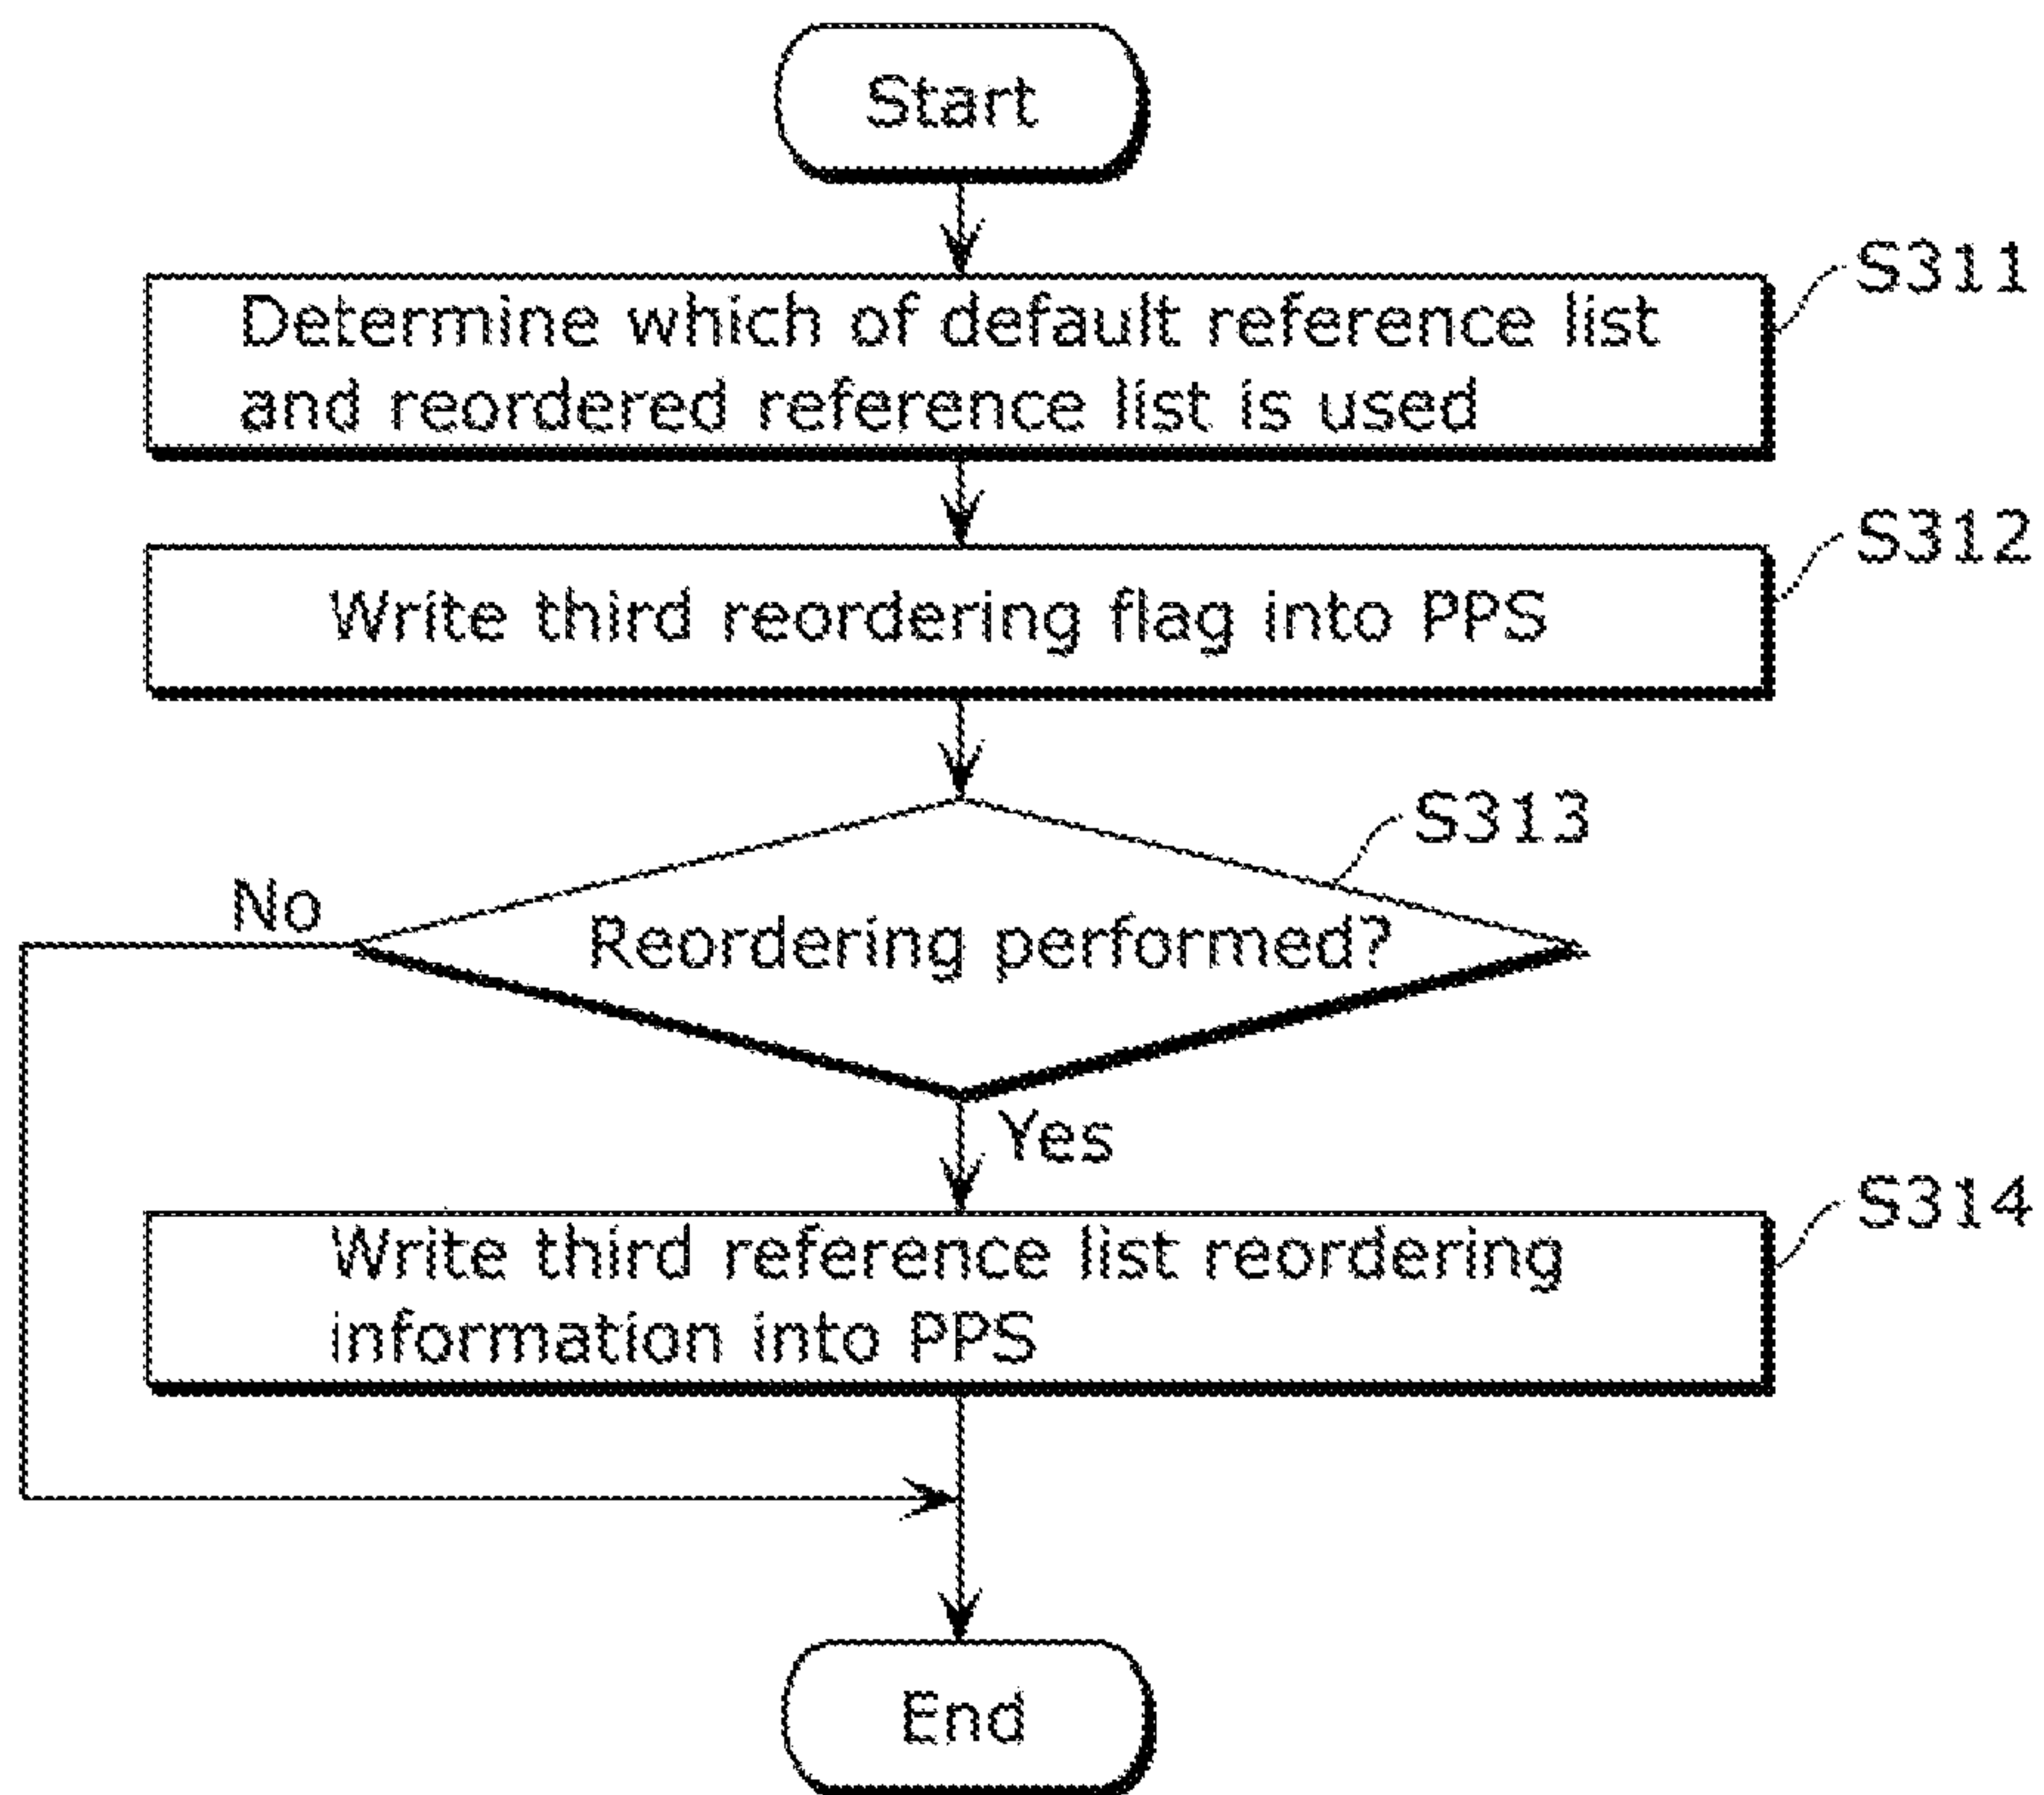 Start
S311
Determine which of default reference list
and reordered reference list is used
S312
Write third reordering flag into PPS
S313
No
Reordering performed?
Yes
S314
Write third reference list reordering
information into PPS
End